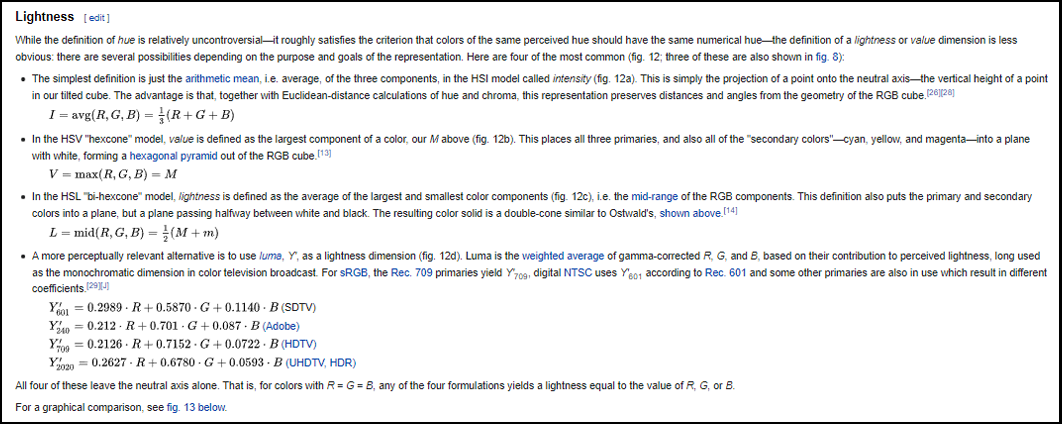 Lightness [ edit ]
While the definition of hue is relatively uncontroversial—it roughly satisfies the criterion that colors of the same perceived hue should have the same numerical hue—the definition of a lightness or value dimension is less
obvious: there are several possibilities depending on the purpose and goals of the representation. Here are four of the most common (fig. 12; three of these are also shown in fig. 8):
• The simplest definition is just the arithmetic mean, i.e. average, of the three components, in the HSI model called intensity (fig. 12a). This is simply the projection of a point onto the neutral axis—the vertical height of a point
in our tilted cube. The advantage is that, together with Euclidean-distance calculations of hue and chroma, this representation preserves distances and angles from the geometry of the RGB cube.[26][28]
I = avg(R, G, B) = 1/3(R + G + B)
• In the HSV "hexcone" model, value is defined as the largest component of a color, our M above (fig. 12b). This places all three primaries, and also all of the "secondary colors"—cyan, yellow, and magenta—into a plane
with white, forming a hexagonal pyramid out of the RGB cube.[13]
V = max(R, G, B) = M
• In the HSL "bi-hexcone" model, lightness is defined as the average of the largest and smallest color components (fig. 12c), i.e. the mid-range of the RGB components. This definition also puts the primary and secondary
colors into a plane, but a plane passing halfway between white and black. The resulting color solid is a double-cone similar to Ostwald's, shown above.[14]
L = mid(R, G, B) = 1/2(M + m)
• A more perceptually relevant alternative is to use luma, Y′, as a lightness dimension (fig. 12d). Luma is the weighted average of gamma-corrected R, G, and B, based on their contribution to perceived lightness, long used
as the monochromatic dimension in color television broadcast. For sRGB, the Rec. 709 primaries yield Y′709, digital NTSC uses Y′601 according to Rec. 601 and some other primaries are also in use which result in different
coefficients.[29][J]
Y′601 = 0.2989 · R + 0.5870 · G + 0.1140 · B (SDTV)
Y′240 = 0.212 · R + 0.701 · G + 0.087 · B (Adobe)
Y′709 = 0.2126 · R + 0.7152 · G + 0.0722 · B (HDTV)
Y′2020 = 0.2627 · R + 0.6780 · G + 0.0593 · B (UHDTV, HDR)
All four of these leave the neutral axis alone. That is, for colors with R = G = B, any of the four formulations yields a lightness equal to the value of R, G, or B.
For a graphical comparison, see fig. 13 below.